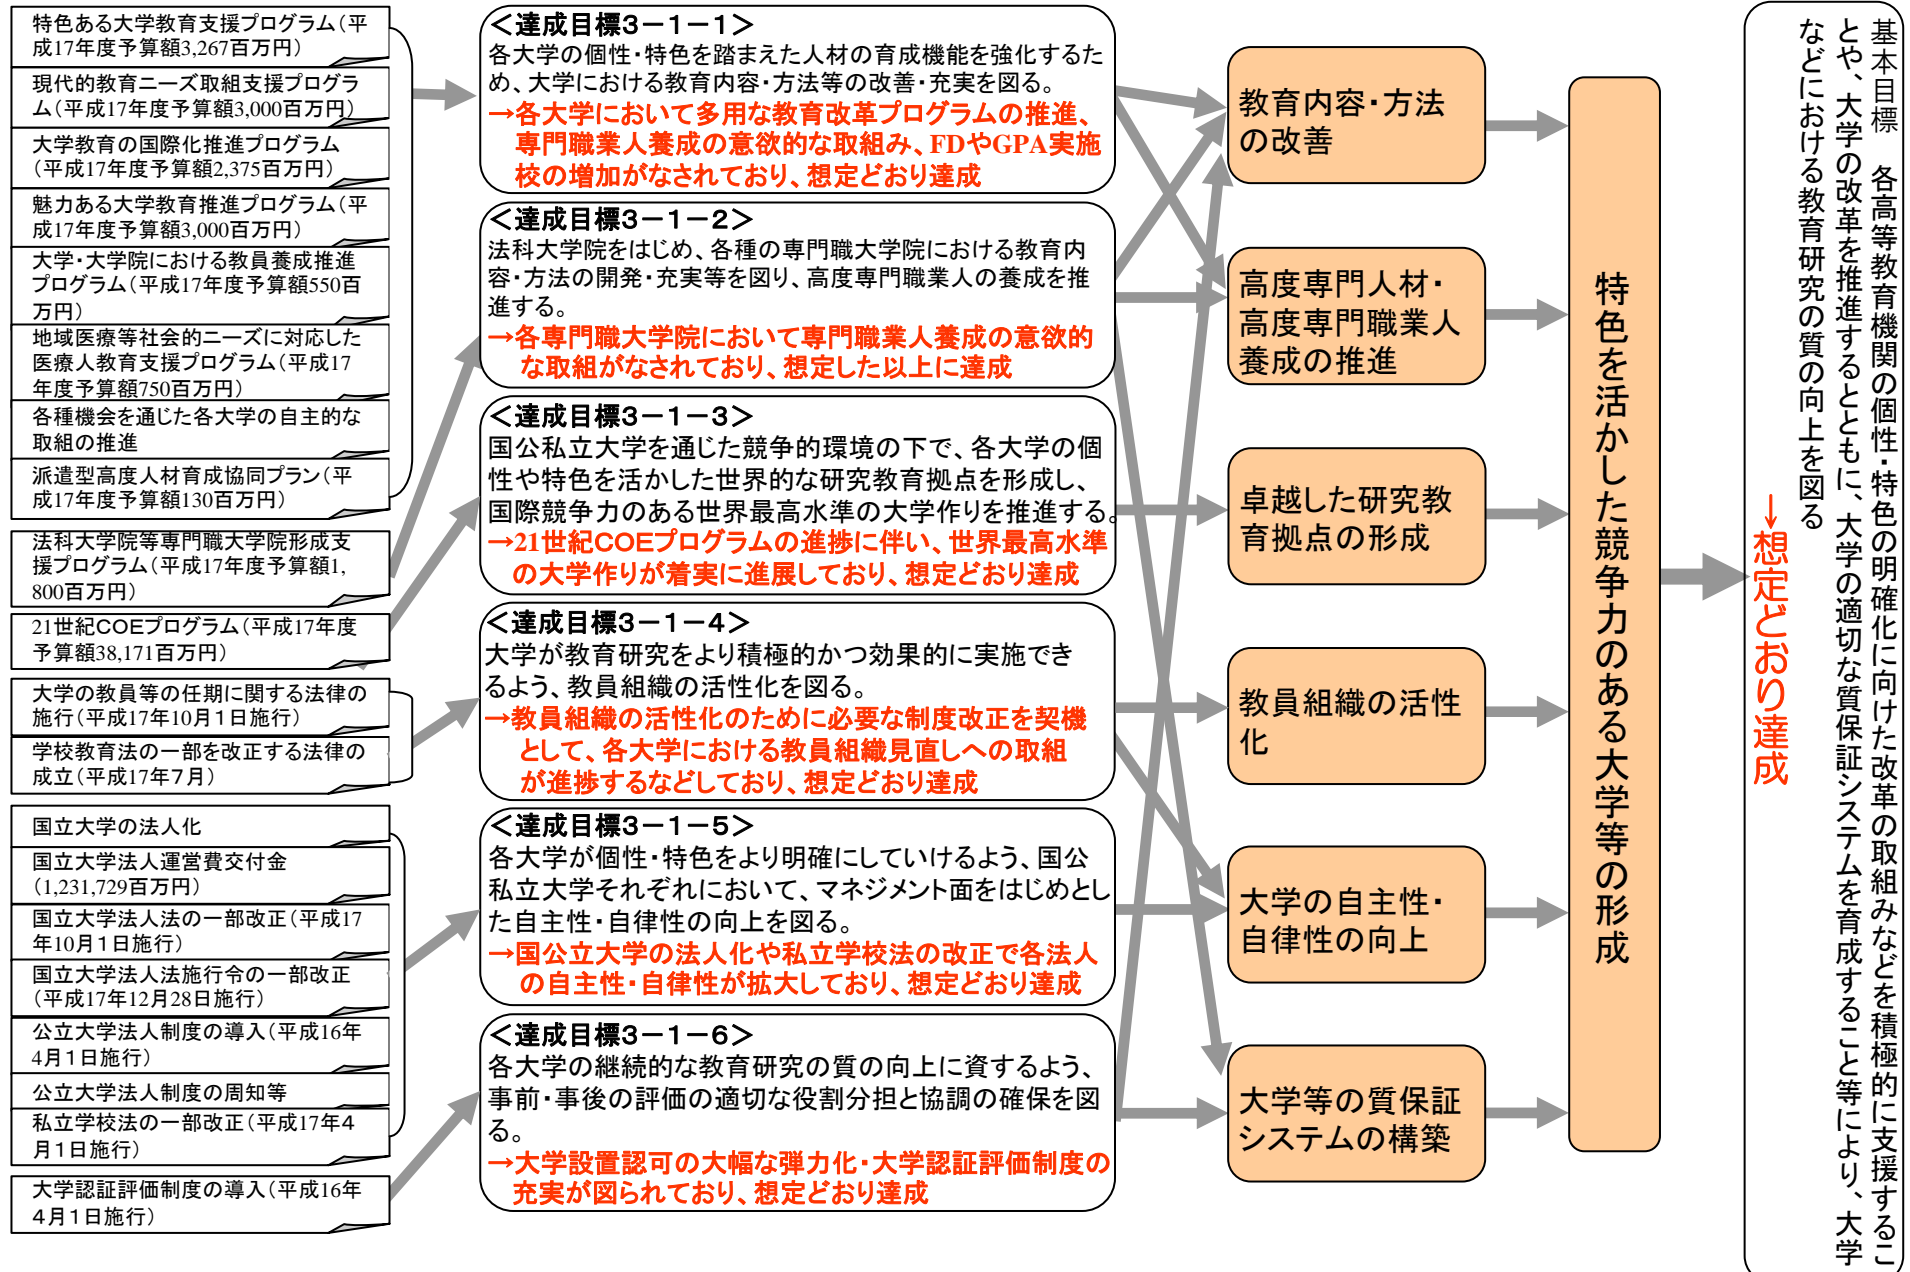 特色ある大学教育支援プログラム（平
成17年度予算額3,267百万円）
現代的教育ニーズ取組支援プログラ
ム（平成17年度予算額3,000百万円）
大学教育の国際化推進プログラム
（平成17年度予算額2,375百万円）
魅力ある大学教育推進プログラム（平
成17年度予算額3,000百万円）
大学・大学院における教員養成推進
プログラム（平成17年度予算額550百
万円）
地域医療等社会的ニーズに対応した
医療人教育支援プログラム（平成17
年度予算額750百万円）
各種機会を通じた各大学の自主的な
取組の推進
派遣型高度人材育成協同プラン（平
成17年度予算額130百万円）
法科大学院等専門職大学院形成支
援プログラム（平成17年度予算額1,
800百万円）
21世紀COEプログラム（平成17年度
予算額38,171百万円）
大学の教員等の任期に関する法律の
施行（平成17年10月１日施行）
学校教育法の一部を改正する法律の
成立（平成17年７月）
国立大学の法人化
国立大学法人運営費交付金
（1,231,729百万円）
国立大学法人法の一部改正（平成17
年10月１日施行）
国立大学法人法施行令の一部改正
（平成17年12月28日施行）
公立大学法人制度の導入（平成16年
4月１日施行）
公立大学法人制度の周知等
私立学校法の一部改正（平成17年４
月１日施行）
大学認証評価制度の導入（平成16年
４月１日施行）
＜達成目標3－1－1＞
各大学の個性・特色を踏まえた人材の育成機能を強化するた
め、大学における教育内容・方法等の改善・充実を図る。
→各大学において多用な教育改革プログラムの推進、
専門職業人養成の意欲的な取組み、FDやGPA実施
校の増加がなされており、想定どおり達成
＜達成目標3－1－2＞
法科大学院をはじめ、各種の専門職大学院における教育内
容・方法の開発・充実等を図り、高度専門職業人の養成を推
進する。
→各専門職大学院において専門職業人養成の意欲的
な取組がなされており、想定した以上に達成
＜達成目標3－1－3＞
国公私立大学を通じた競争的環境の下で、各大学の個
性や特色を活かした世界的な研究教育拠点を形成し、
国際競争力のある世界最高水準の大学作りを推進する。
→21世紀COEプログラムの進捗に伴い、世界最高水準
の大学作りが着実に進展しており、想定どおり達成
＜達成目標3－1－4＞
大学が教育研究をより積極的かつ効果的に実施でき
るよう、教員組織の活性化を図る。
→教員組織の活性化のために必要な制度改正を契機
として、各大学における教員組織見直しへの取組
が進捗するなどしており、想定どおり達成
＜達成目標3－1－5＞
各大学が個性・特色をより明確にしていけるよう、国公
私立大学それぞれにおいて、マネジメント面をはじめとし
た自主性・自律性の向上を図る。
→国公立大学の法人化や私立学校法の改正で各法人
の自主性・自律性が拡大しており、想定どおり達成
＜達成目標3－1－6＞
各大学の継続的な教育研究の質の向上に資するよう、
事前・事後の評価の適切な役割分担と協調の確保を図
る。
→大学設置認可の大幅な弾力化・大学認証評価制度の
充実が図られており、想定どおり達成
教育内容・方法
の改善
高度専門人材・
高度専門職業人
養成の推進
卓越した研究教
育拠点の形成
教員組織の活性
化
大学の自主性・
自律性の向上
大学等の質保証
システムの構築
特色を活かした競争力のある大学等の形成
基本目標　各高等教育機関の個性・特色の明確化に向けた改革の取組みなどを積極的に支援するこ
とや、大学の改革を推進するとともに、大学の適切な質保証システムを育成すること等により、大学
などにおける教育研究の質の向上を図る
→想定どおり達成